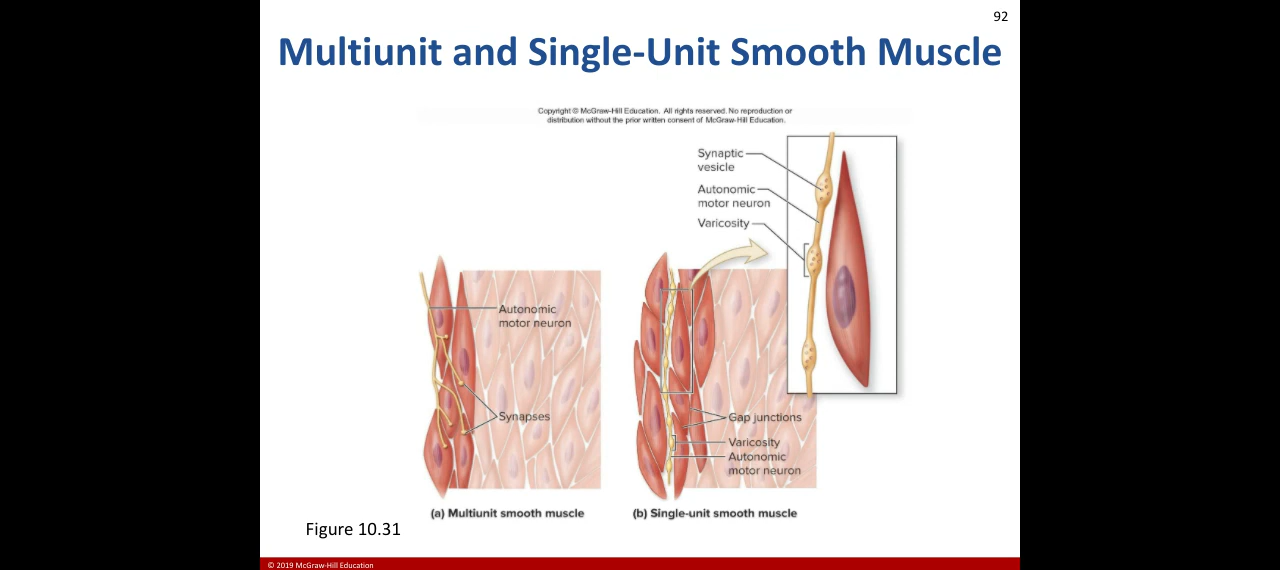 92
Multiunit and Single-Unit Smooth Muscle
Copyright © McGraw-Hill Education. All rights reserved. No reproduction or
distribution without the prior written consent of McGraw-Hill Education.
Synaptic
vesicle
Autonomic
motor neuron
Varicosity
Autonomic
motor neuron
Synapses
Gap junctions
Varicosity
Autonomic
motor neuron
(a) Multiunit smooth muscle
(b) Single-unit smooth muscle
Figure 10.31
© 2019 McGraw-Hill Education